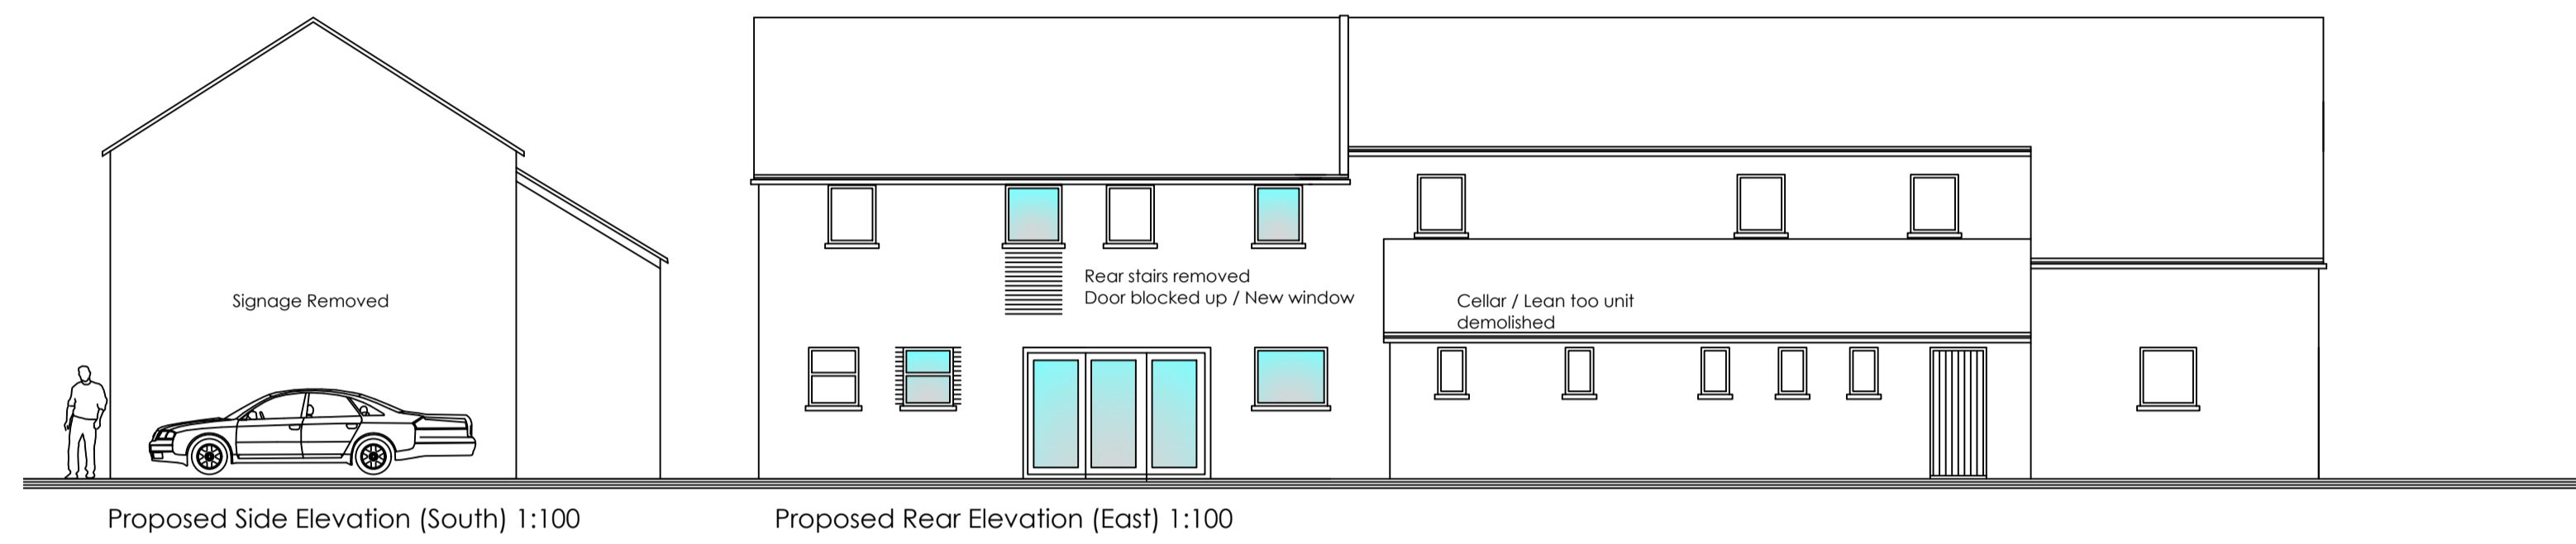 Signage Removed
Rear stairs removed
Door blocked up / New window
Cellar / Lean too unit
demolished
Proposed Side Elevation (South) 1:100
Proposed Rear Elevation (East) 1:100